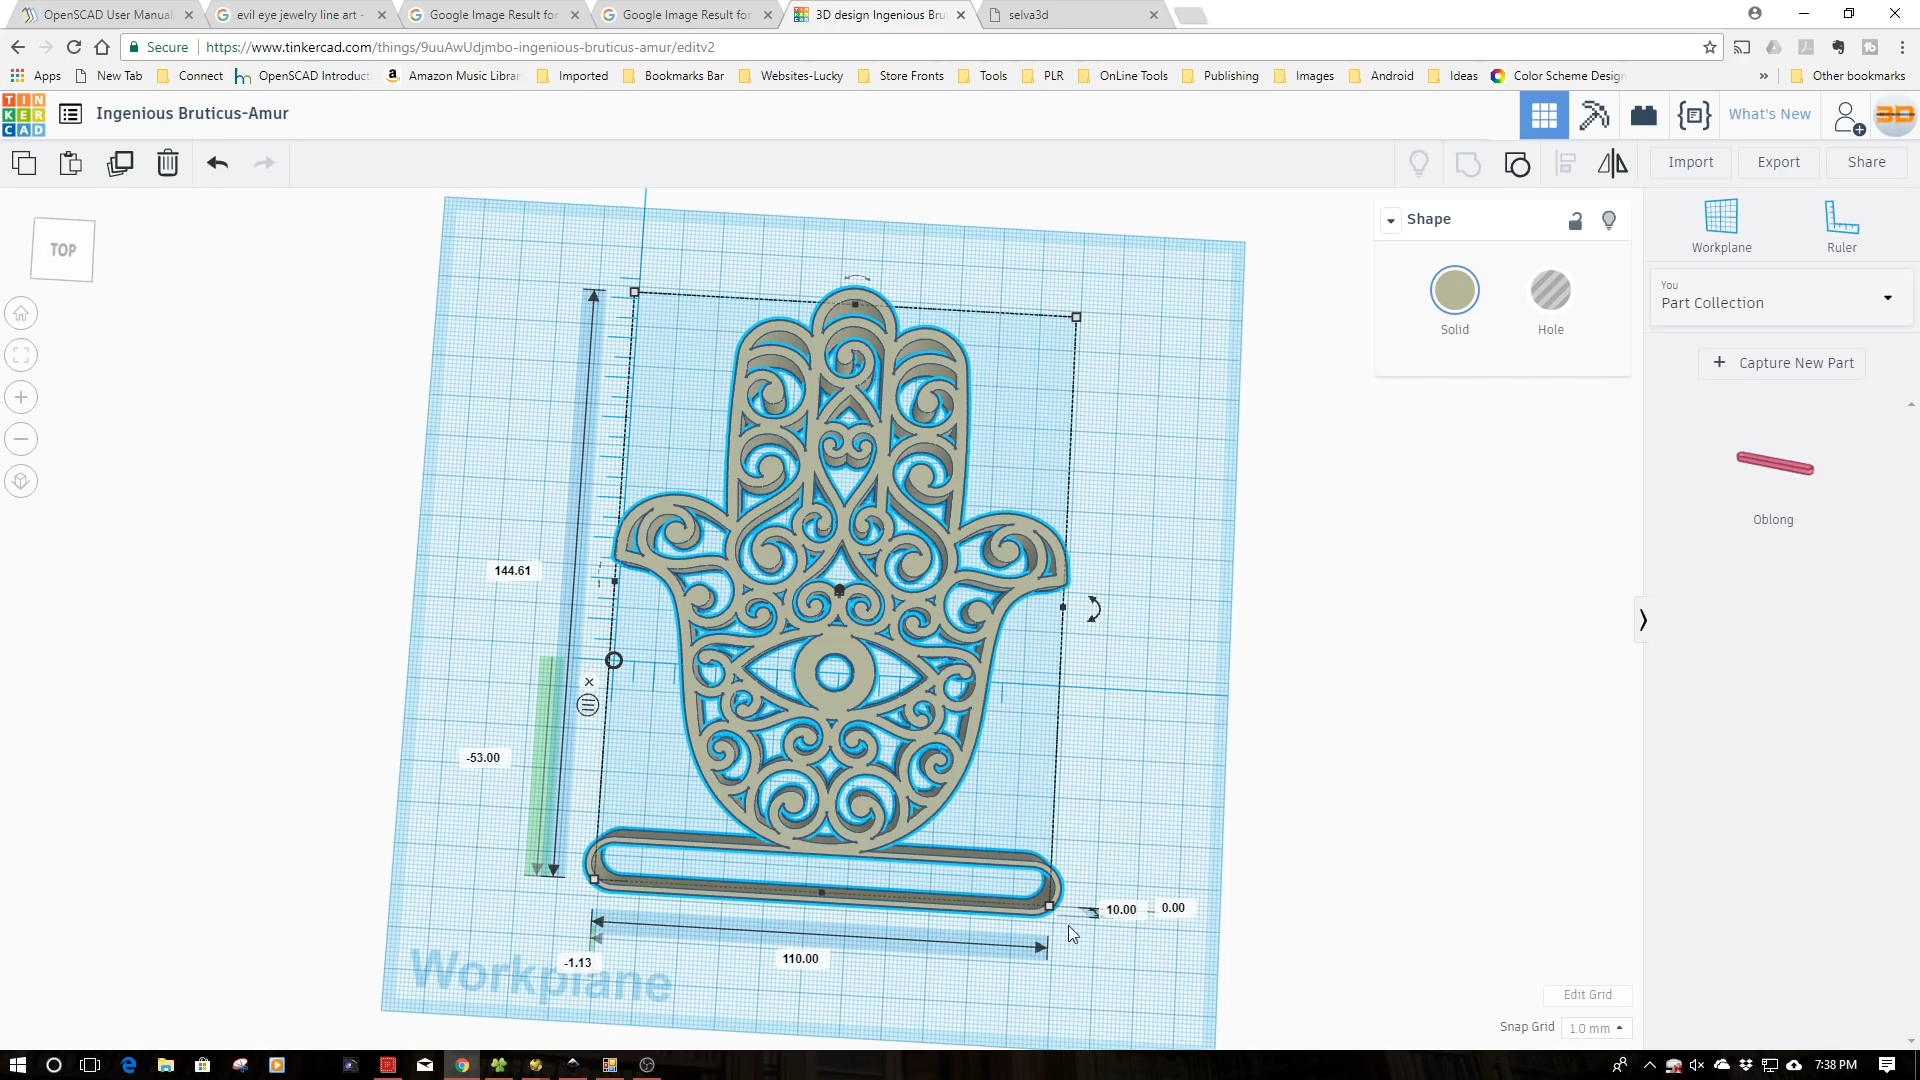 OpenSCAD User Manual
evil eye jewelry line art -
Google Image Result for
Google Image Result for
3D design Ingenious Bru
selva3d
Secure
https://www.tinkercad.com/things/9uuAwUdjmbo-ingenious-bruticus-amur/editv2
Apps
New Tab
Connect
OpenSCAD Introduct
Amazon Music Librar
Imported
Bookmarks Bar
Websites-Lucky
Store Fronts
Tools
PLR
OnLine Tools
Publishing
Images
Android
Ideas
Color Scheme Design
»
Other bookmarks
TIN
KER
CAD
Ingenious Bruticus-Amur
What's New
3D
Import
Export
Share
TOP
Shape
Solid
Hole
Workplane
Ruler
You
Part Collection
+ Capture New Part
Oblong
144.61
-53.00
10.00
0.00
-1.13
110.00
Workplane
Edit Grid
Snap Grid
1.0 mm
7:38 PM